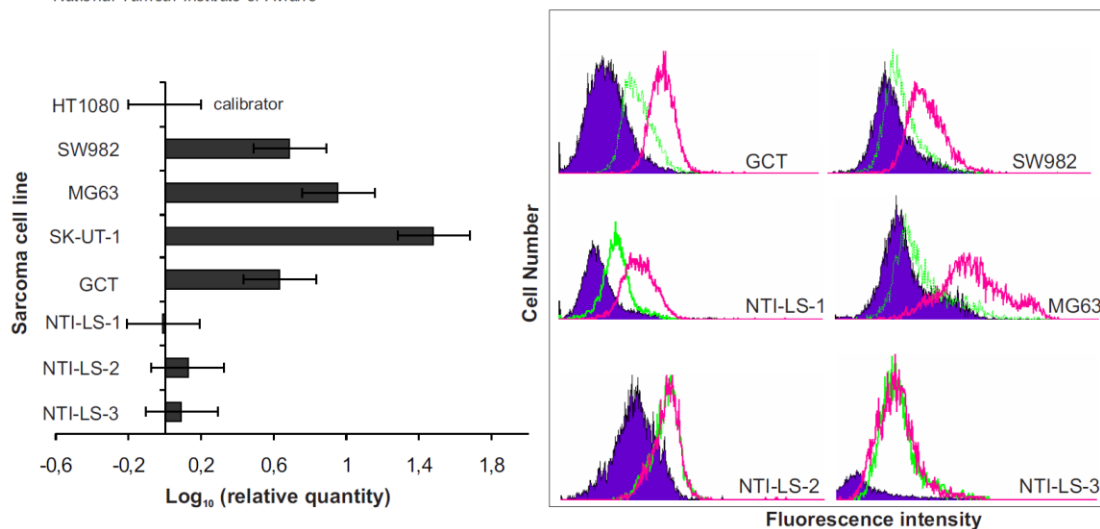 Sarcoma cell line
HT1080
SW982
MG63
SK-UT-1
GCT
NTI-LS-1
NTI-LS-2
NTI-LS-3
calibrator
-0,6 -0,2 0,2 0,6 1 1,4 1,8
Log₁₀ (relative quantity)
Cell Number
GCT SW982
NTI-LS-1 MG63
NTI-LS-2 NTI-LS-3
Fluorescence intensity